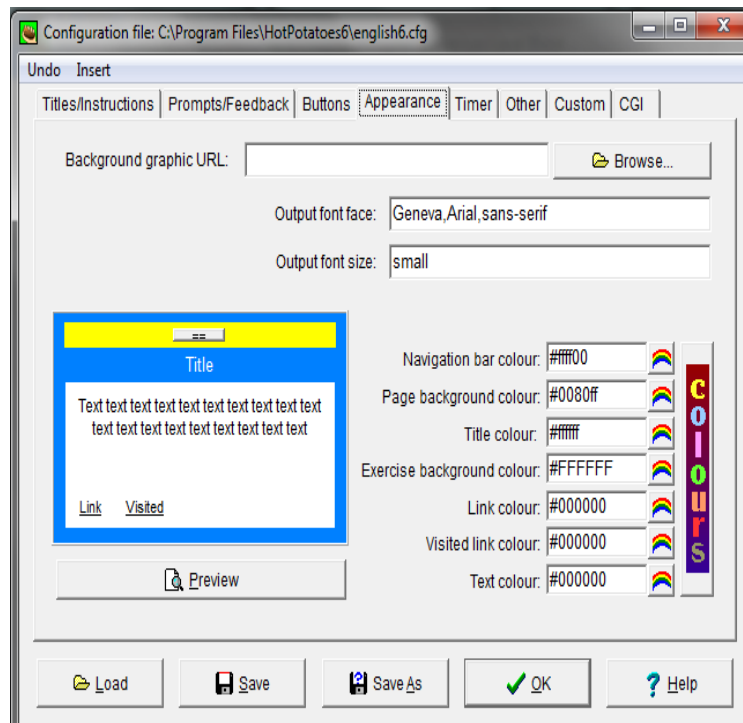 Configuration file: C:\Program Files\HotPotatoes6\english6.cfg
Undo Insert
Titles/Instructions Prompts/Feedback Buttons Appearance Timer Other Custom CGI
Background graphic URL: Browse...
Output font face: Geneva,Arial,sans-serif
Output font size: small
==
Title
Text text text text text text text text text text
text text text text text text text text text
Link Visited
Preview
Navigation bar colour: #ffff00
Page background colour: #0080ff
Title colour: #ffffff
Exercise background colour: #FFFFFF
Link colour: #000000
Visited link colour: #000000
Text colour: #000000
colours
Load Save Save As OK Help